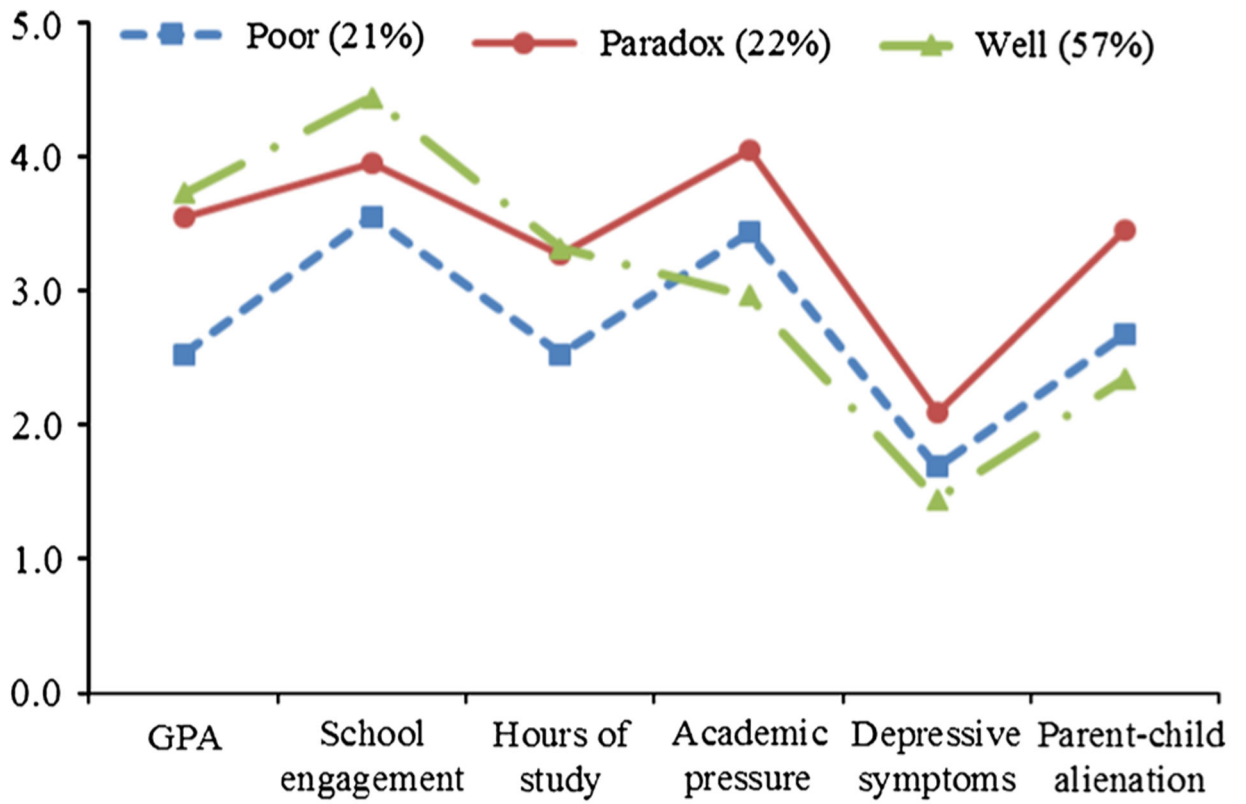 Poor (21%) Paradox (22%) Well (57%)
5.0
4.0
3.0
2.0
1.0
0.0
GPA
School
engagement
Hours of
study
Academic
pressure
Depressive
symptoms
Parent-child
alienation